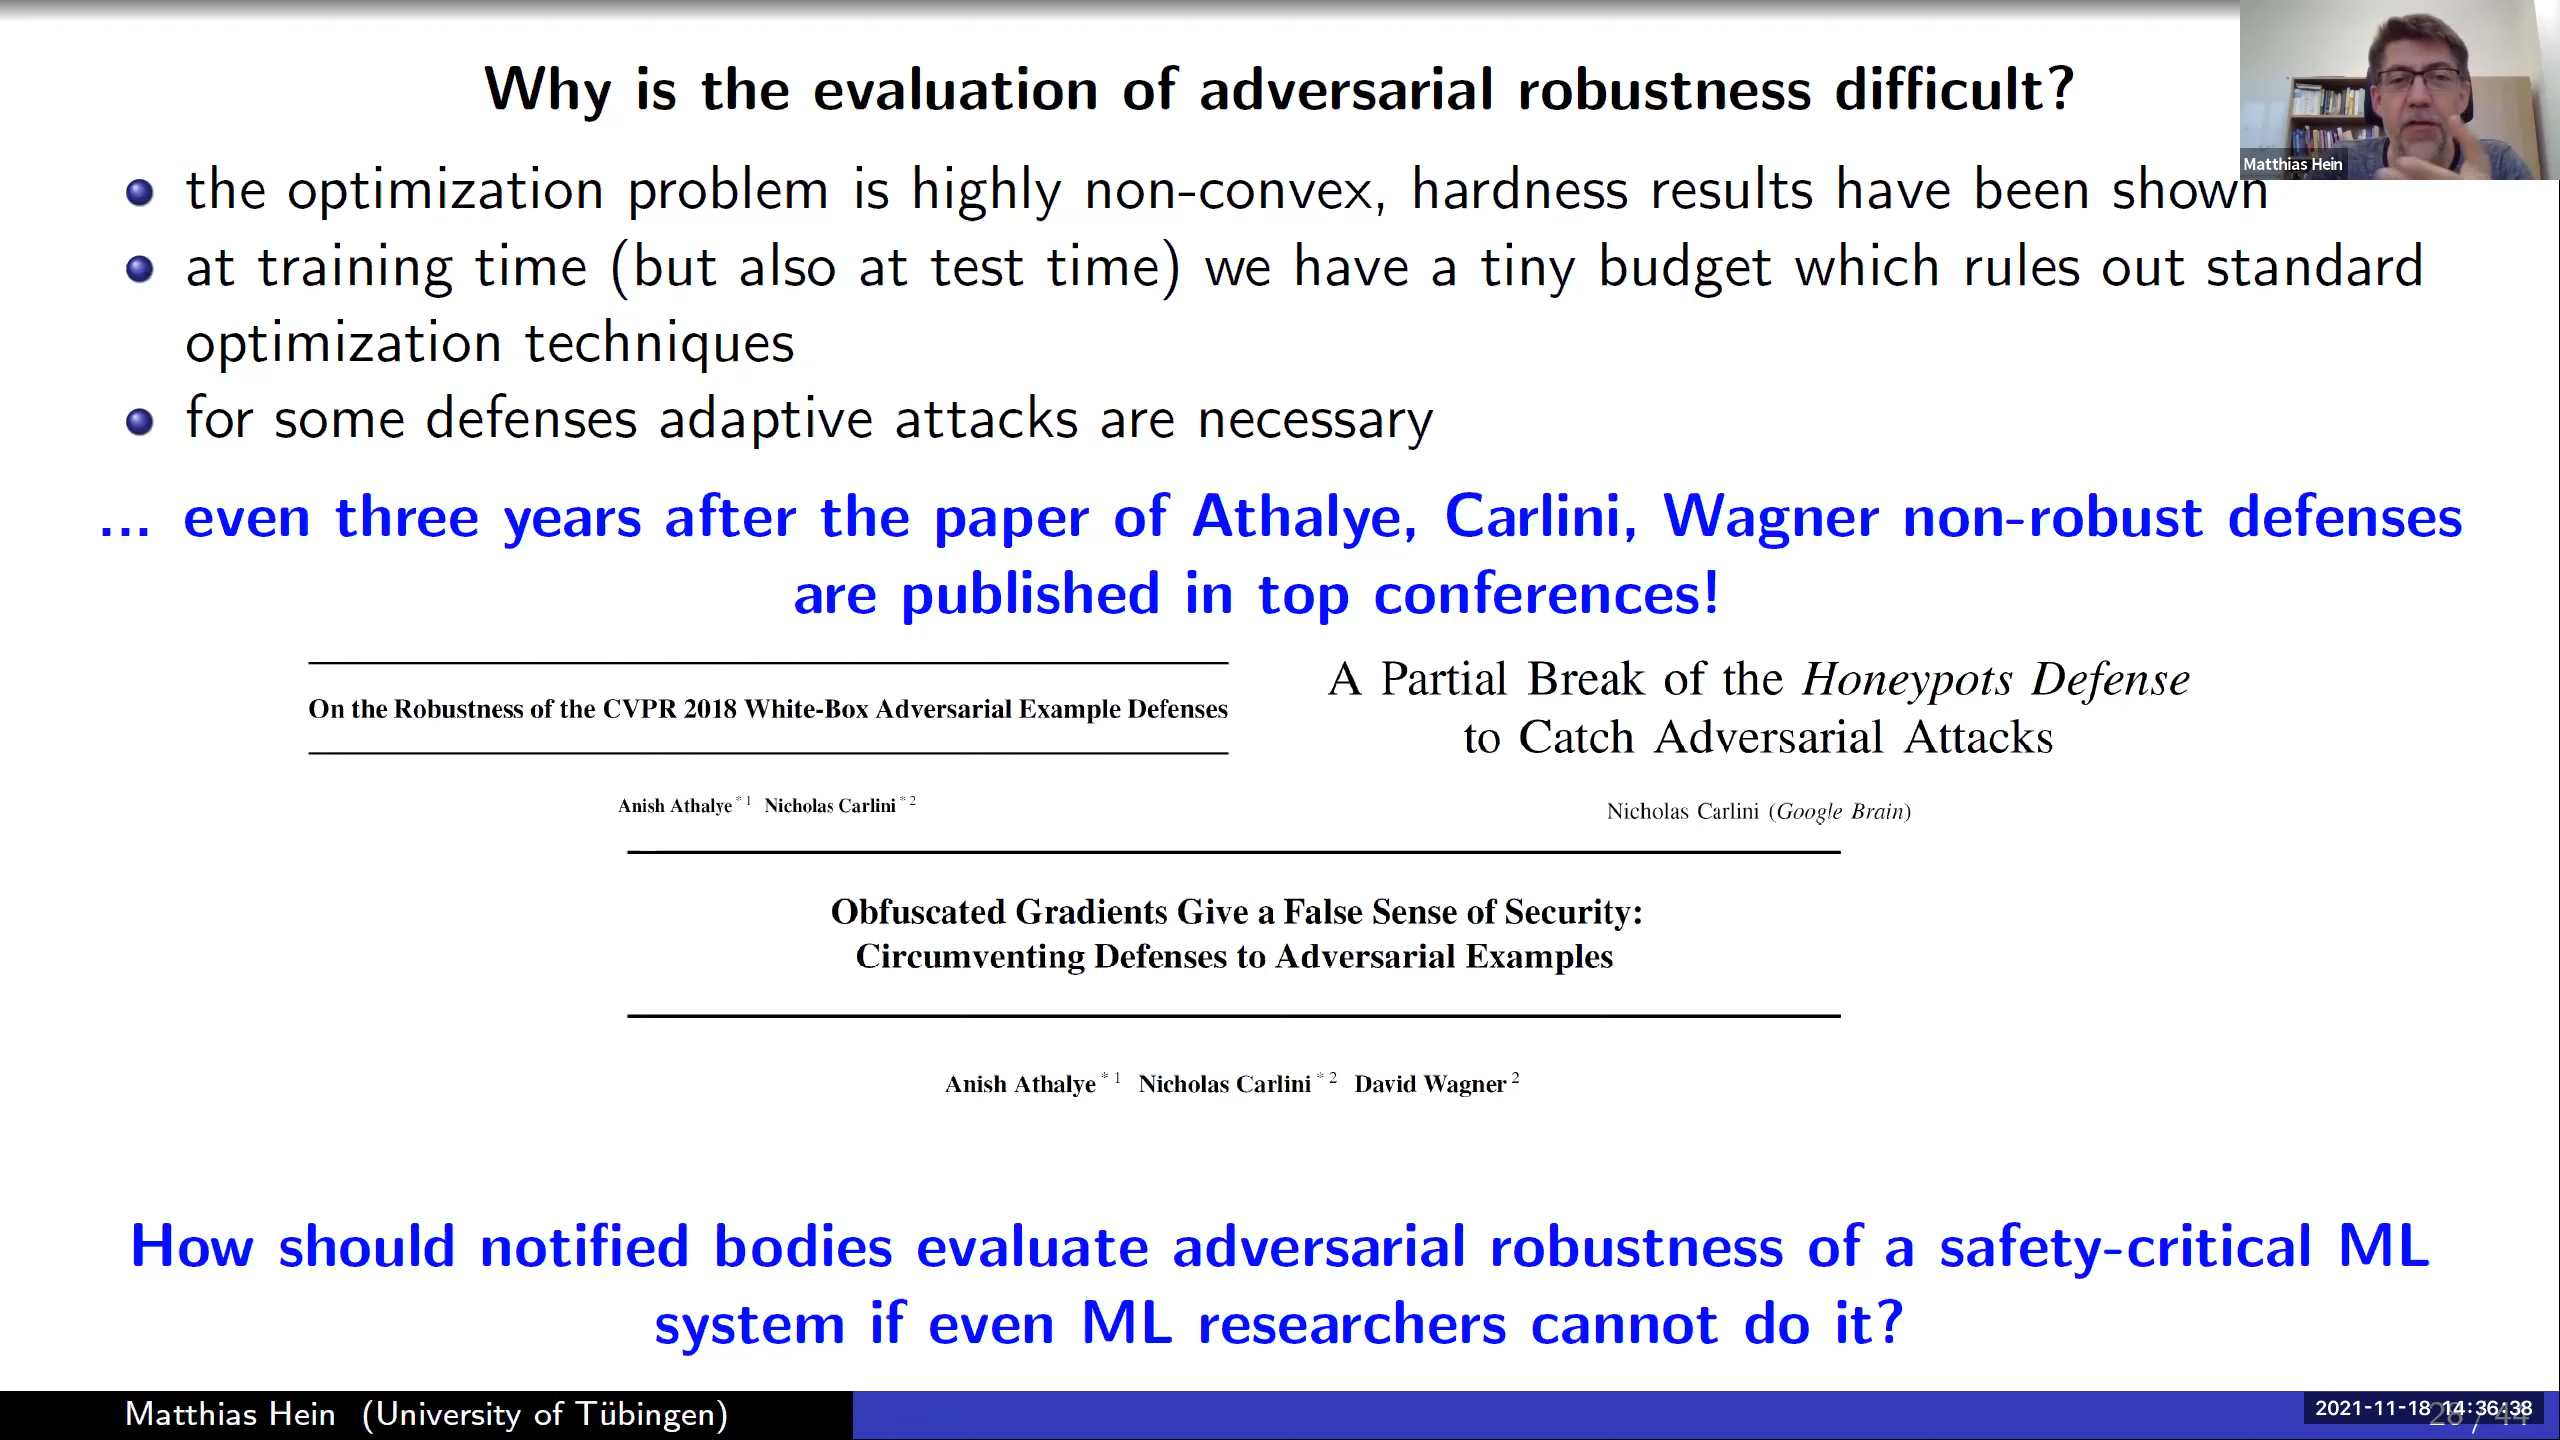 Why is the evaluation of adversarial robustness difficult?
Matthias Hein
the optimization problem is highly non-convex, hardness results have been shown
at training time (but also at test time) we have a tiny budget which rules out standard
optimization techniques
for some defenses adaptive attacks are necessary
... even three years after the paper of Athalye, Carlini, Wagner non-robust defenses
are published in top conferences!
On the Robustness of the CVPR 2018 White-Box Adversarial Example Defenses
Anish Athalye * 1 Nicholas Carlini * 2
A Partial Break of the Honeypots Defense
to Catch Adversarial Attacks
Nicholas Carlini (Google Brain)
Obfuscated Gradients Give a False Sense of Security:
Circumventing Defenses to Adversarial Examples
Anish Athalye * 1 Nicholas Carlini * 2 David Wagner 2
How should notified bodies evaluate adversarial robustness of a safety-critical ML
system if even ML researchers cannot do it?
Matthias Hein (University of Tübingen)
2021-11-18 14:36:38